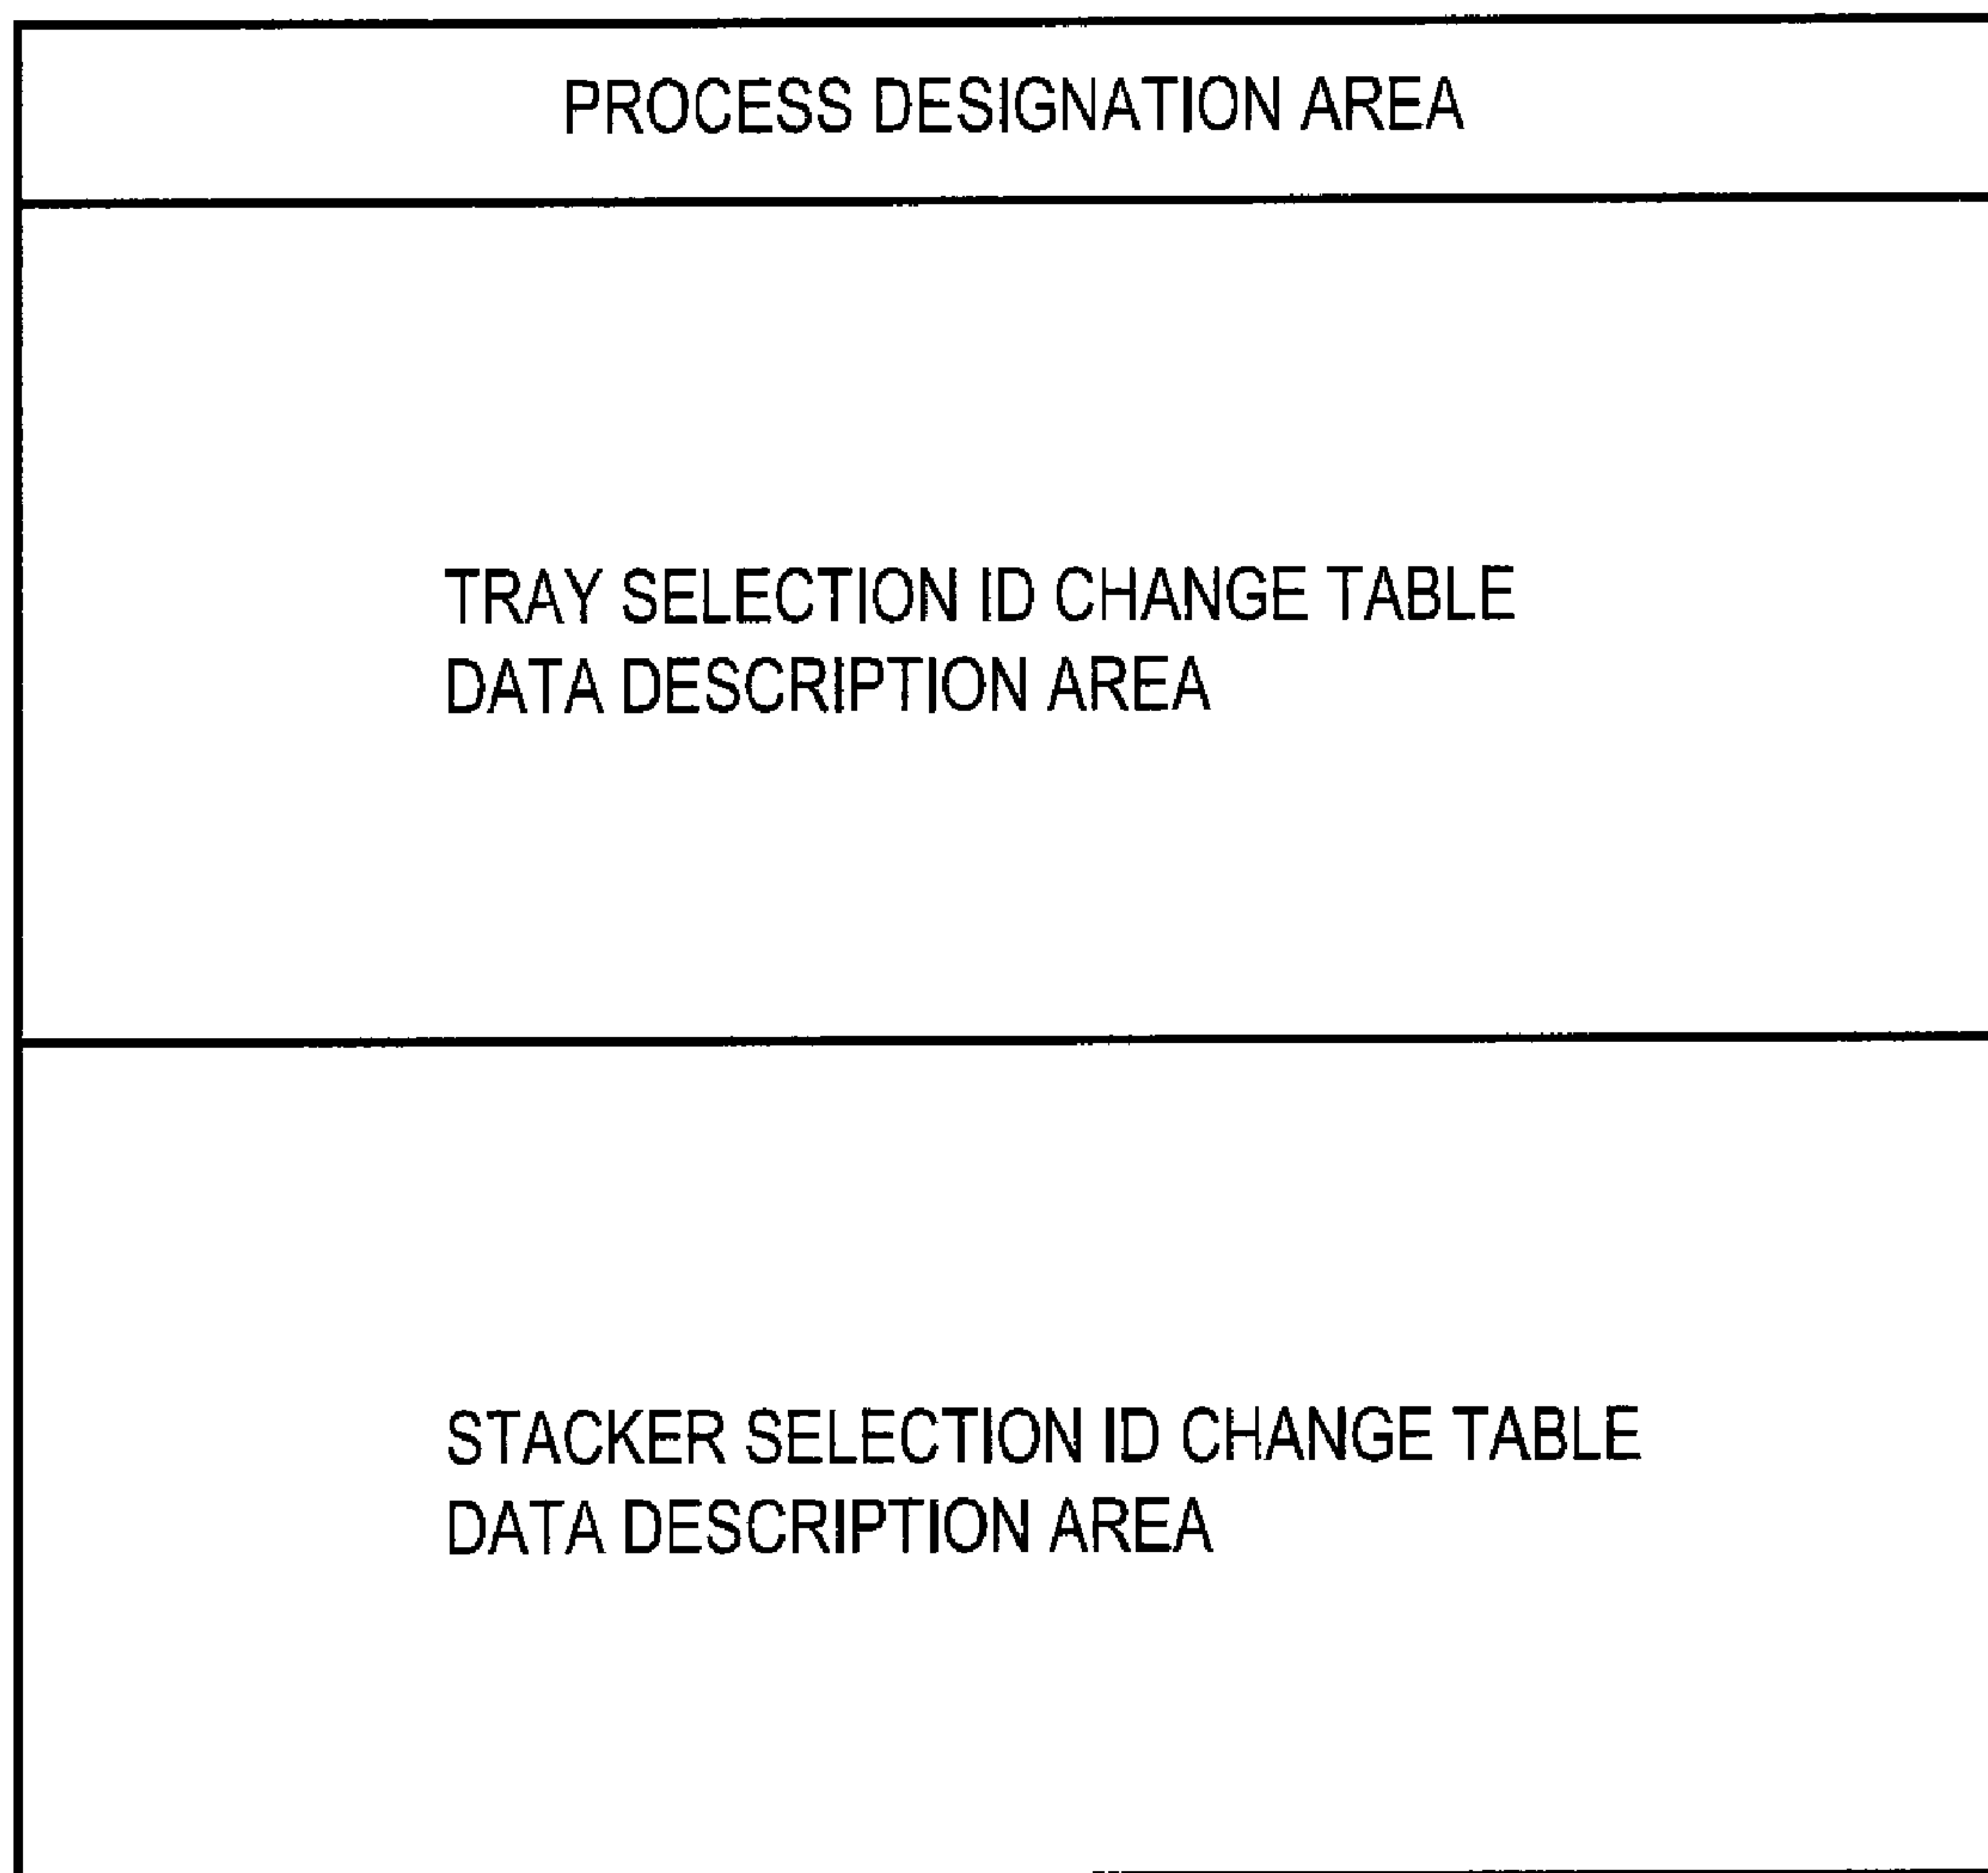 PROCESS DESIGNATION AREA
TRAY SELECTION ID CHANGE TABLE
DATA DESCRIPTION AREA
STACKER SELECTION ID CHANGE TABLE
DATA DESCRIPTION AREA